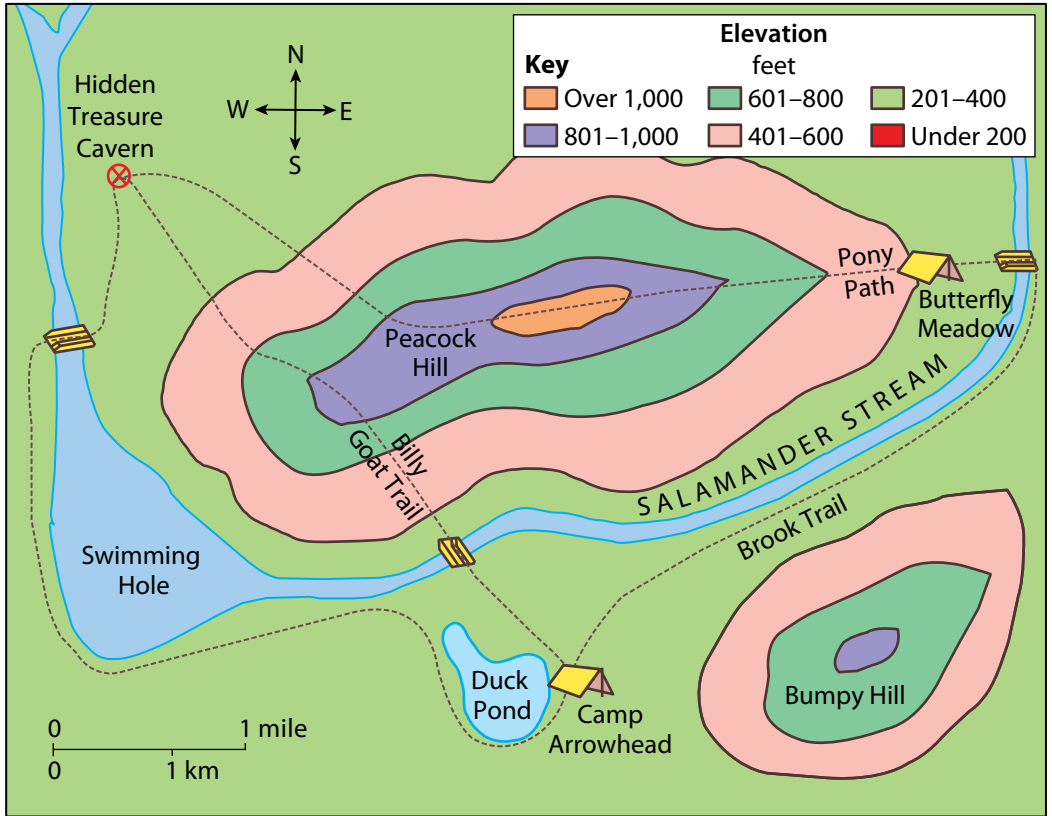 Elevation
Key
feet
Over 1,000
601–800
201–400
801–1,000
401–600
Under 200
Hidden
Treasure
Cavern
N
W
E
S
Pony
Path
Butterfly
Meadow
Peacock
Hill
Billy
Goat Trail
SALAMANDER STREAM
Brook Trail
Swimming
Hole
Duck
Pond
Camp
Arrowhead
Bumpy Hill
0
1 mile
0
1 km